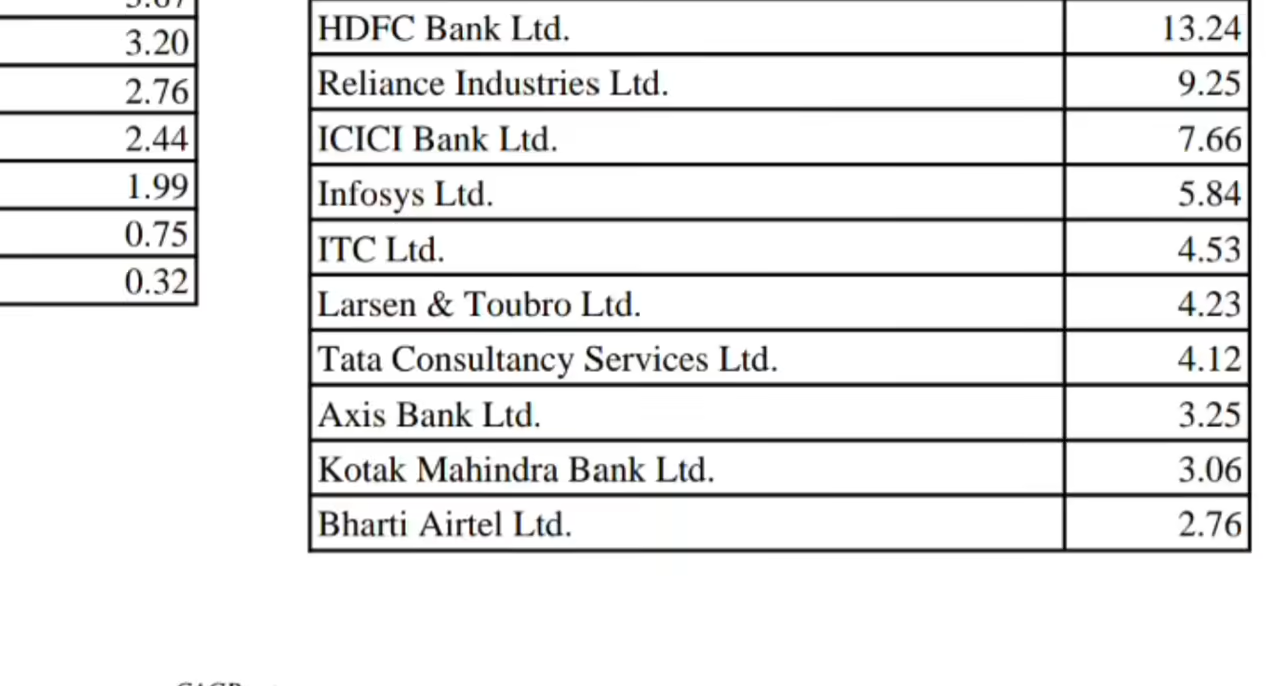 3.20
2.76
2.44
1.99
0.75
0.32
HDFC Bank Ltd. 13.24
Reliance Industries Ltd. 9.25
ICICI Bank Ltd. 7.66
Infosys Ltd. 5.84
ITC Ltd. 4.53
Larsen & Toubro Ltd. 4.23
Tata Consultancy Services Ltd. 4.12
Axis Bank Ltd. 3.25
Kotak Mahindra Bank Ltd. 3.06
Bharti Airtel Ltd. 2.76